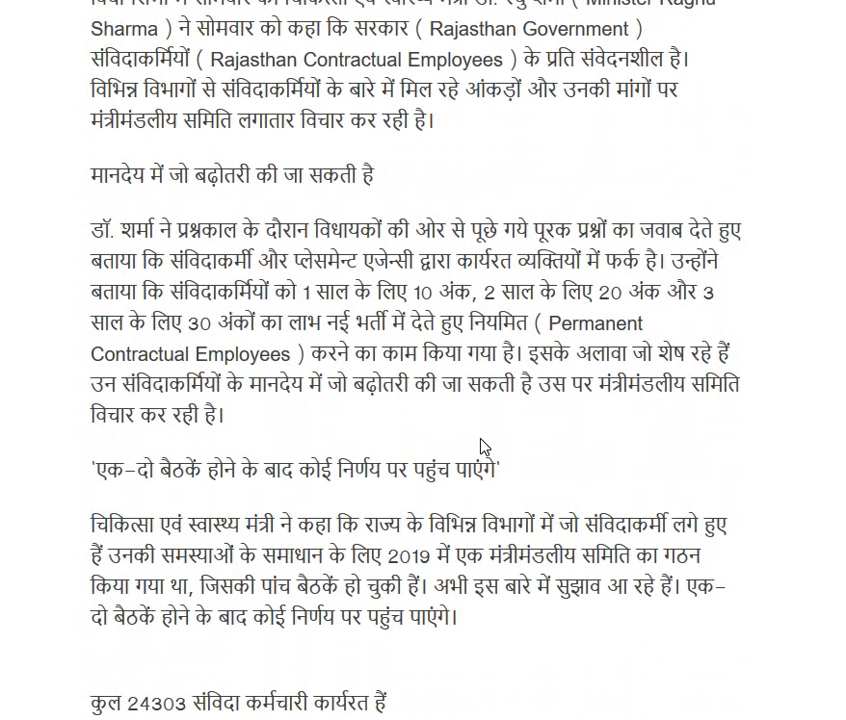 डॉ. रघु शर्मा ( Minister Raghu
Sharma ) ने सोमवार को कहा कि सरकार ( Rajasthan Government )
संविदाकर्मियों ( Rajasthan Contractual Employees ) के प्रति संवेदनशील है।
विभिन्न विभागों से संविदाकर्मियों के बारे में मिल रहे आंकड़ों और उनकी मांगों पर
मंत्रीमंडलीय समिति लगातार विचार कर रही है।
मानदेय में जो बढ़ोतरी की जा सकती है
डॉ. शर्मा ने प्रश्नकाल के दौरान विधायकों की ओर से पूछे गये पूरक प्रश्नों का जवाब देते हुए
बताया कि संविदाकर्मी और प्लेसमेन्ट एजेन्सी द्वारा कार्यरत व्यक्तियों में फर्क है। उन्होंने
बताया कि संविदाकर्मियों को 1 साल के लिए 10 अंक, 2 साल के लिए 20 अंक और 3
साल के लिए 30 अंकों का लाभ नई भर्ती में देते हुए नियमित ( Permanent
Contractual Employees ) करने का काम किया गया है। इसके अलावा जो शेष रहे हैं
उन संविदाकर्मियों के मानदेय में जो बढ़ोतरी की जा सकती है उस पर मंत्रीमंडलीय समिति
विचार कर रही है।
'एक-दो बैठकें होने के बाद कोई निर्णय पर पहुंच पाएंगे'
चिकित्सा एवं स्वास्थ्य मंत्री ने कहा कि राज्य के विभिन्न विभागों में जो संविदाकर्मी लगे हुए
हैं उनकी समस्याओं के समाधान के लिए 2019 में एक मंत्रीमंडलीय समिति का गठन
किया गया था, जिसकी पांच बैठकें हो चुकी हैं। अभी इस बारे में सुझाव आ रहे हैं। एक-
दो बैठकें होने के बाद कोई निर्णय पर पहुंच पाएंगे।
कुल 24303 संविदा कर्मचारी कार्यरत हैं